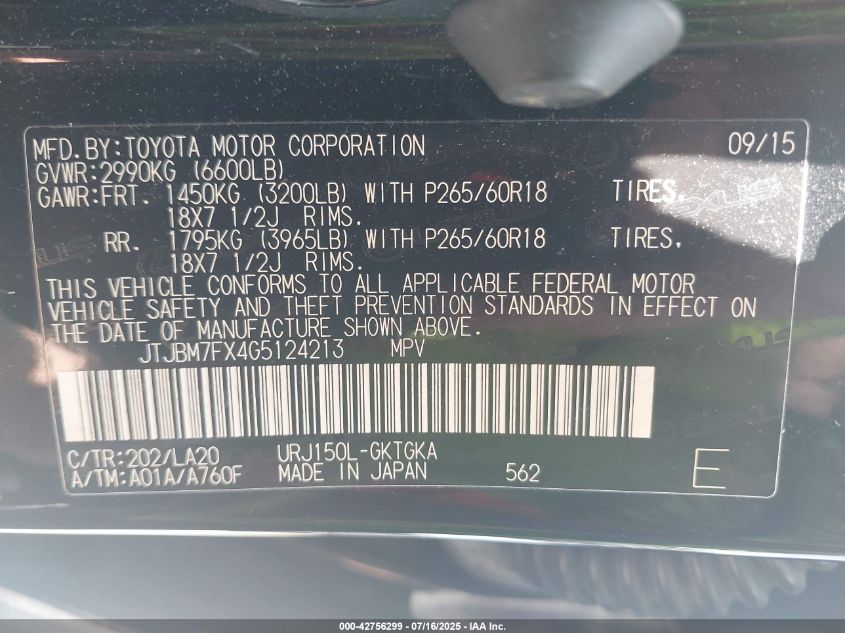 MFD.BY:TOYOTA MOTOR CORPORATION 09/15
GVWR:2990KG (6600LB)
GAWR:FRT. 1450KG (3200LB) WITH P265/60R18 TIRES.
18X7 1/2J RIMS.
RR. 1795KG (3965LB) WITH P265/60R18 TIRES.
18X7 1/2J RIMS.
THIS VEHICLE CONFORMS TO ALL APPLICABLE FEDERAL MOTOR
VEHICLE SAFETY AND THEFT PREVENTION STANDARDS IN EFFECT ON
THE DATE OF MANUFACTURE SHOWN ABOVE.
JTJBM7FX4G5124213 MPV
C/TR:202/LA20 URJ150L-GKTGKA
A/TM:A01A/A760F MADE IN JAPAN 562 E
000-42756299 - 07/16/2025 - IAA Inc.